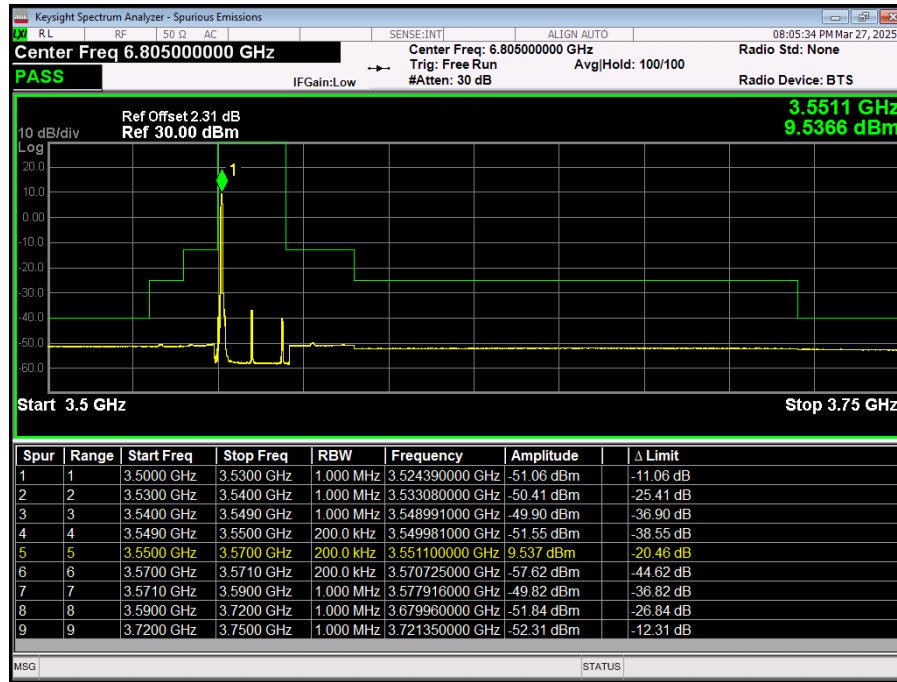 Keysight Spectrum Analyzer - Spurious Emissions
LXI RL RF 50 Ω AC SENSE:INT ALIGN AUTO 08:05:34 PM Mar 27, 2025
Center Freq 6.805000000 GHz Center Freq: 6.805000000 GHz Radio Std: None
Trig: Free Run Avg|Hold: 100/100
PASS IFGain:Low #Atten: 30 dB Radio Device: BTS
3.5511 GHz
Ref Offset 2.31 dB
10 dB/div Ref 30.00 dBm 9.5366 dBm
Log
20.0
1
10.0
0.00
-10.0
-20.0
-30.0
-40.0
-50.0
-60.0
Start 3.5 GHz Stop 3.75 GHz
Spur Range Start Freq Stop Freq RBW Frequency Amplitude Δ Limit
1 1 3.5000 GHz 3.5300 GHz 1.000 MHz 3.524390000 GHz -51.06 dBm -11.06 dB
2 2 3.5300 GHz 3.5400 GHz 1.000 MHz 3.533080000 GHz -50.41 dBm -25.41 dB
3 3 3.5400 GHz 3.5490 GHz 1.000 MHz 3.548991000 GHz -49.90 dBm -36.90 dB
4 4 3.5490 GHz 3.5500 GHz 200.0 kHz 3.549981000 GHz -51.55 dBm -38.55 dB
5 5 3.5500 GHz 3.5700 GHz 200.0 kHz 3.551100000 GHz 9.537 dBm -20.46 dB
6 6 3.5700 GHz 3.5710 GHz 200.0 kHz 3.570725000 GHz -57.62 dBm -44.62 dB
7 7 3.5710 GHz 3.5900 GHz 1.000 MHz 3.577916000 GHz -49.82 dBm -36.82 dB
8 8 3.5900 GHz 3.7200 GHz 1.000 MHz 3.679960000 GHz -51.84 dBm -26.84 dB
9 9 3.7200 GHz 3.7500 GHz 1.000 MHz 3.721350000 GHz -52.31 dBm -12.31 dB
MSG STATUS